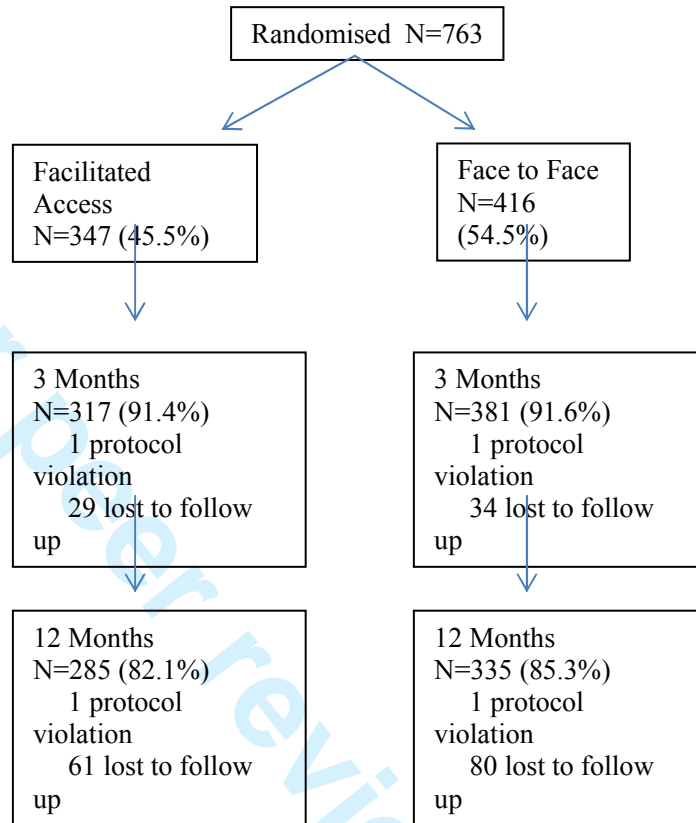 Randomised N=763
Facilitated
Access
N=347 (45.5%)
Face to Face
N=416
(54.5%)
3 Months
N=317 (91.4%)
1 protocol
violation
29 lost to follow
up
3 Months
N=381 (91.6%)
1 protocol
violation
34 lost to follow
up
12 Months
N=285 (82.1%)
1 protocol
violation
61 lost to follow
up
12 Months
N=335 (85.3%)
1 protocol
violation
80 lost to follow
up
r peer revie